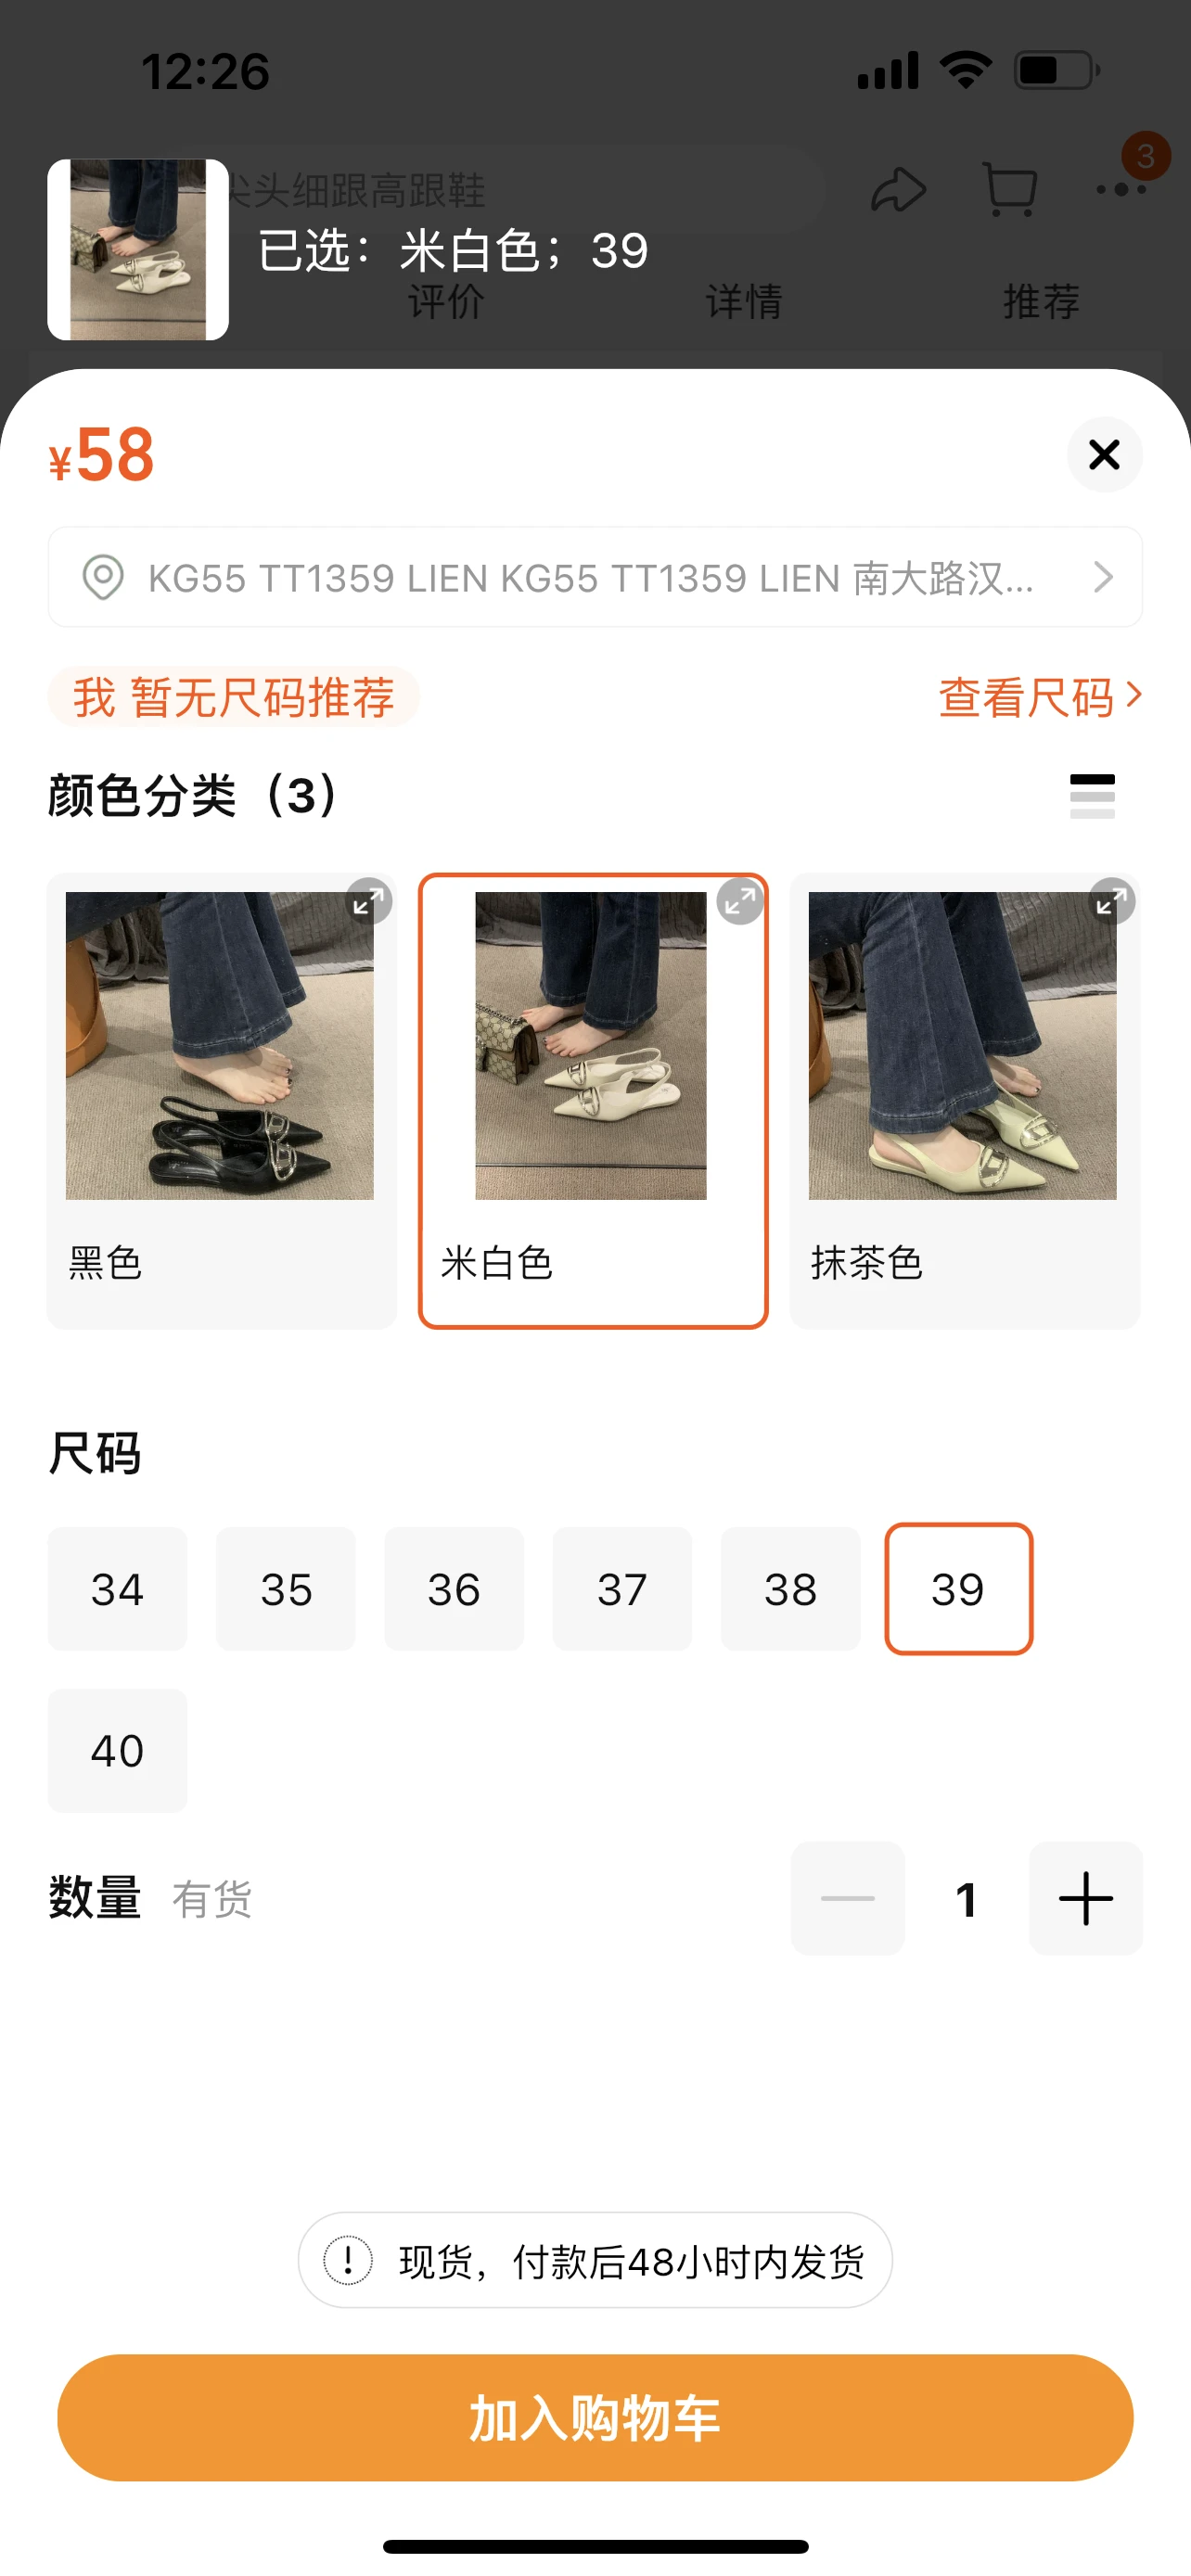 12:26
尖头细跟高跟鞋
3
已选：米白色；39
评价 详情 推荐
¥58
KG55 TT1359 LIEN KG55 TT1359 LIEN 南大路汉...
我 暂无尺码推荐
查看尺码
颜色分类（3）
黑色 米白色 抹茶色
尺码
34 35 36 37 38 39
40
数量 有货
1
现货，付款后48小时内发货
加入购物车